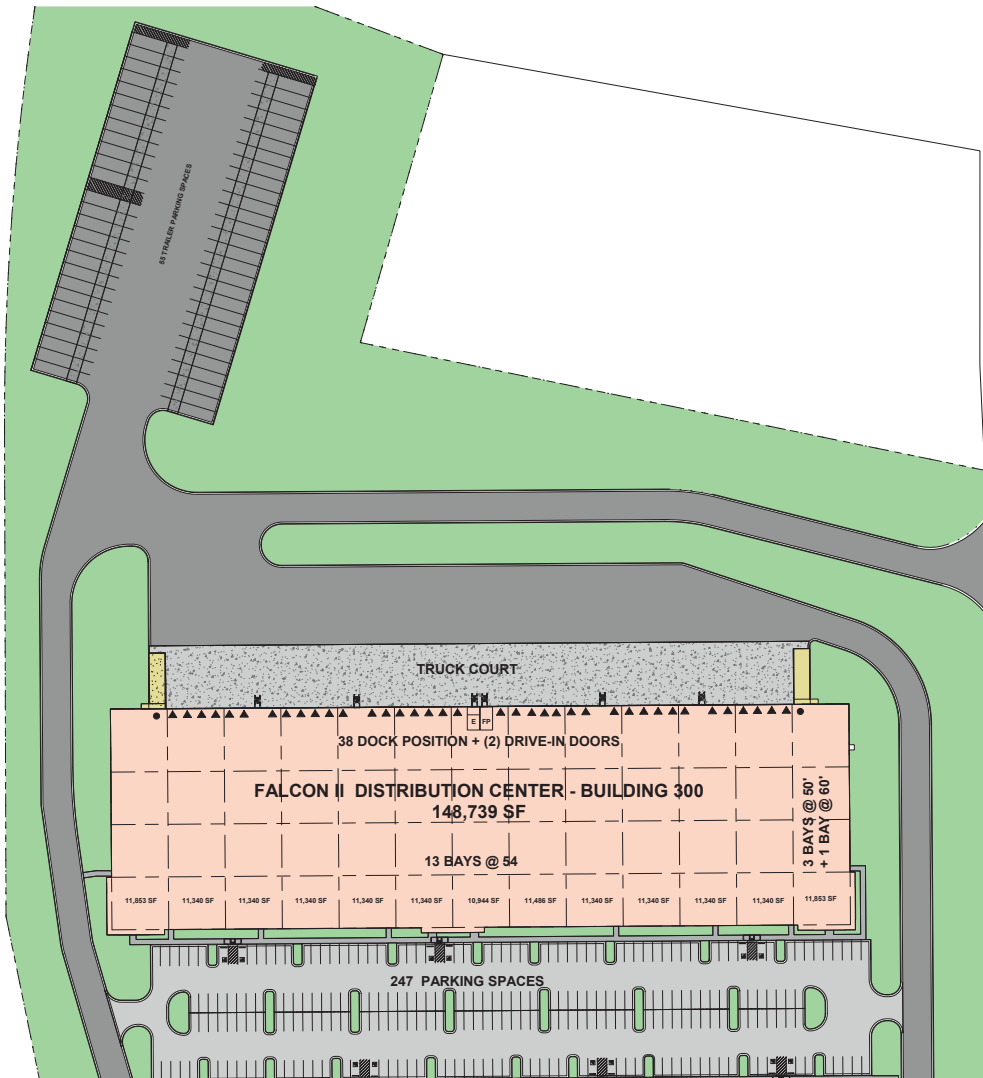 55 TRAILER PARKING SPACES
TRUCK COURT
E FP
38 DOCK POSITION + (2) DRIVE-IN DOORS
FALCON II DISTRIBUTION CENTER - BUILDING 300
148,739 SF
3 BAYS @ 50'
+ 1 BAY @ 60'
13 BAYS @ 54
11,853 SF 11,340 SF 11,340 SF 11,340 SF 11,340 SF 11,340 SF 10,944 SF 11,486 SF 11,340 SF 11,340 SF 11,340 SF 11,340 SF 11,853 SF
247 PARKING SPACES